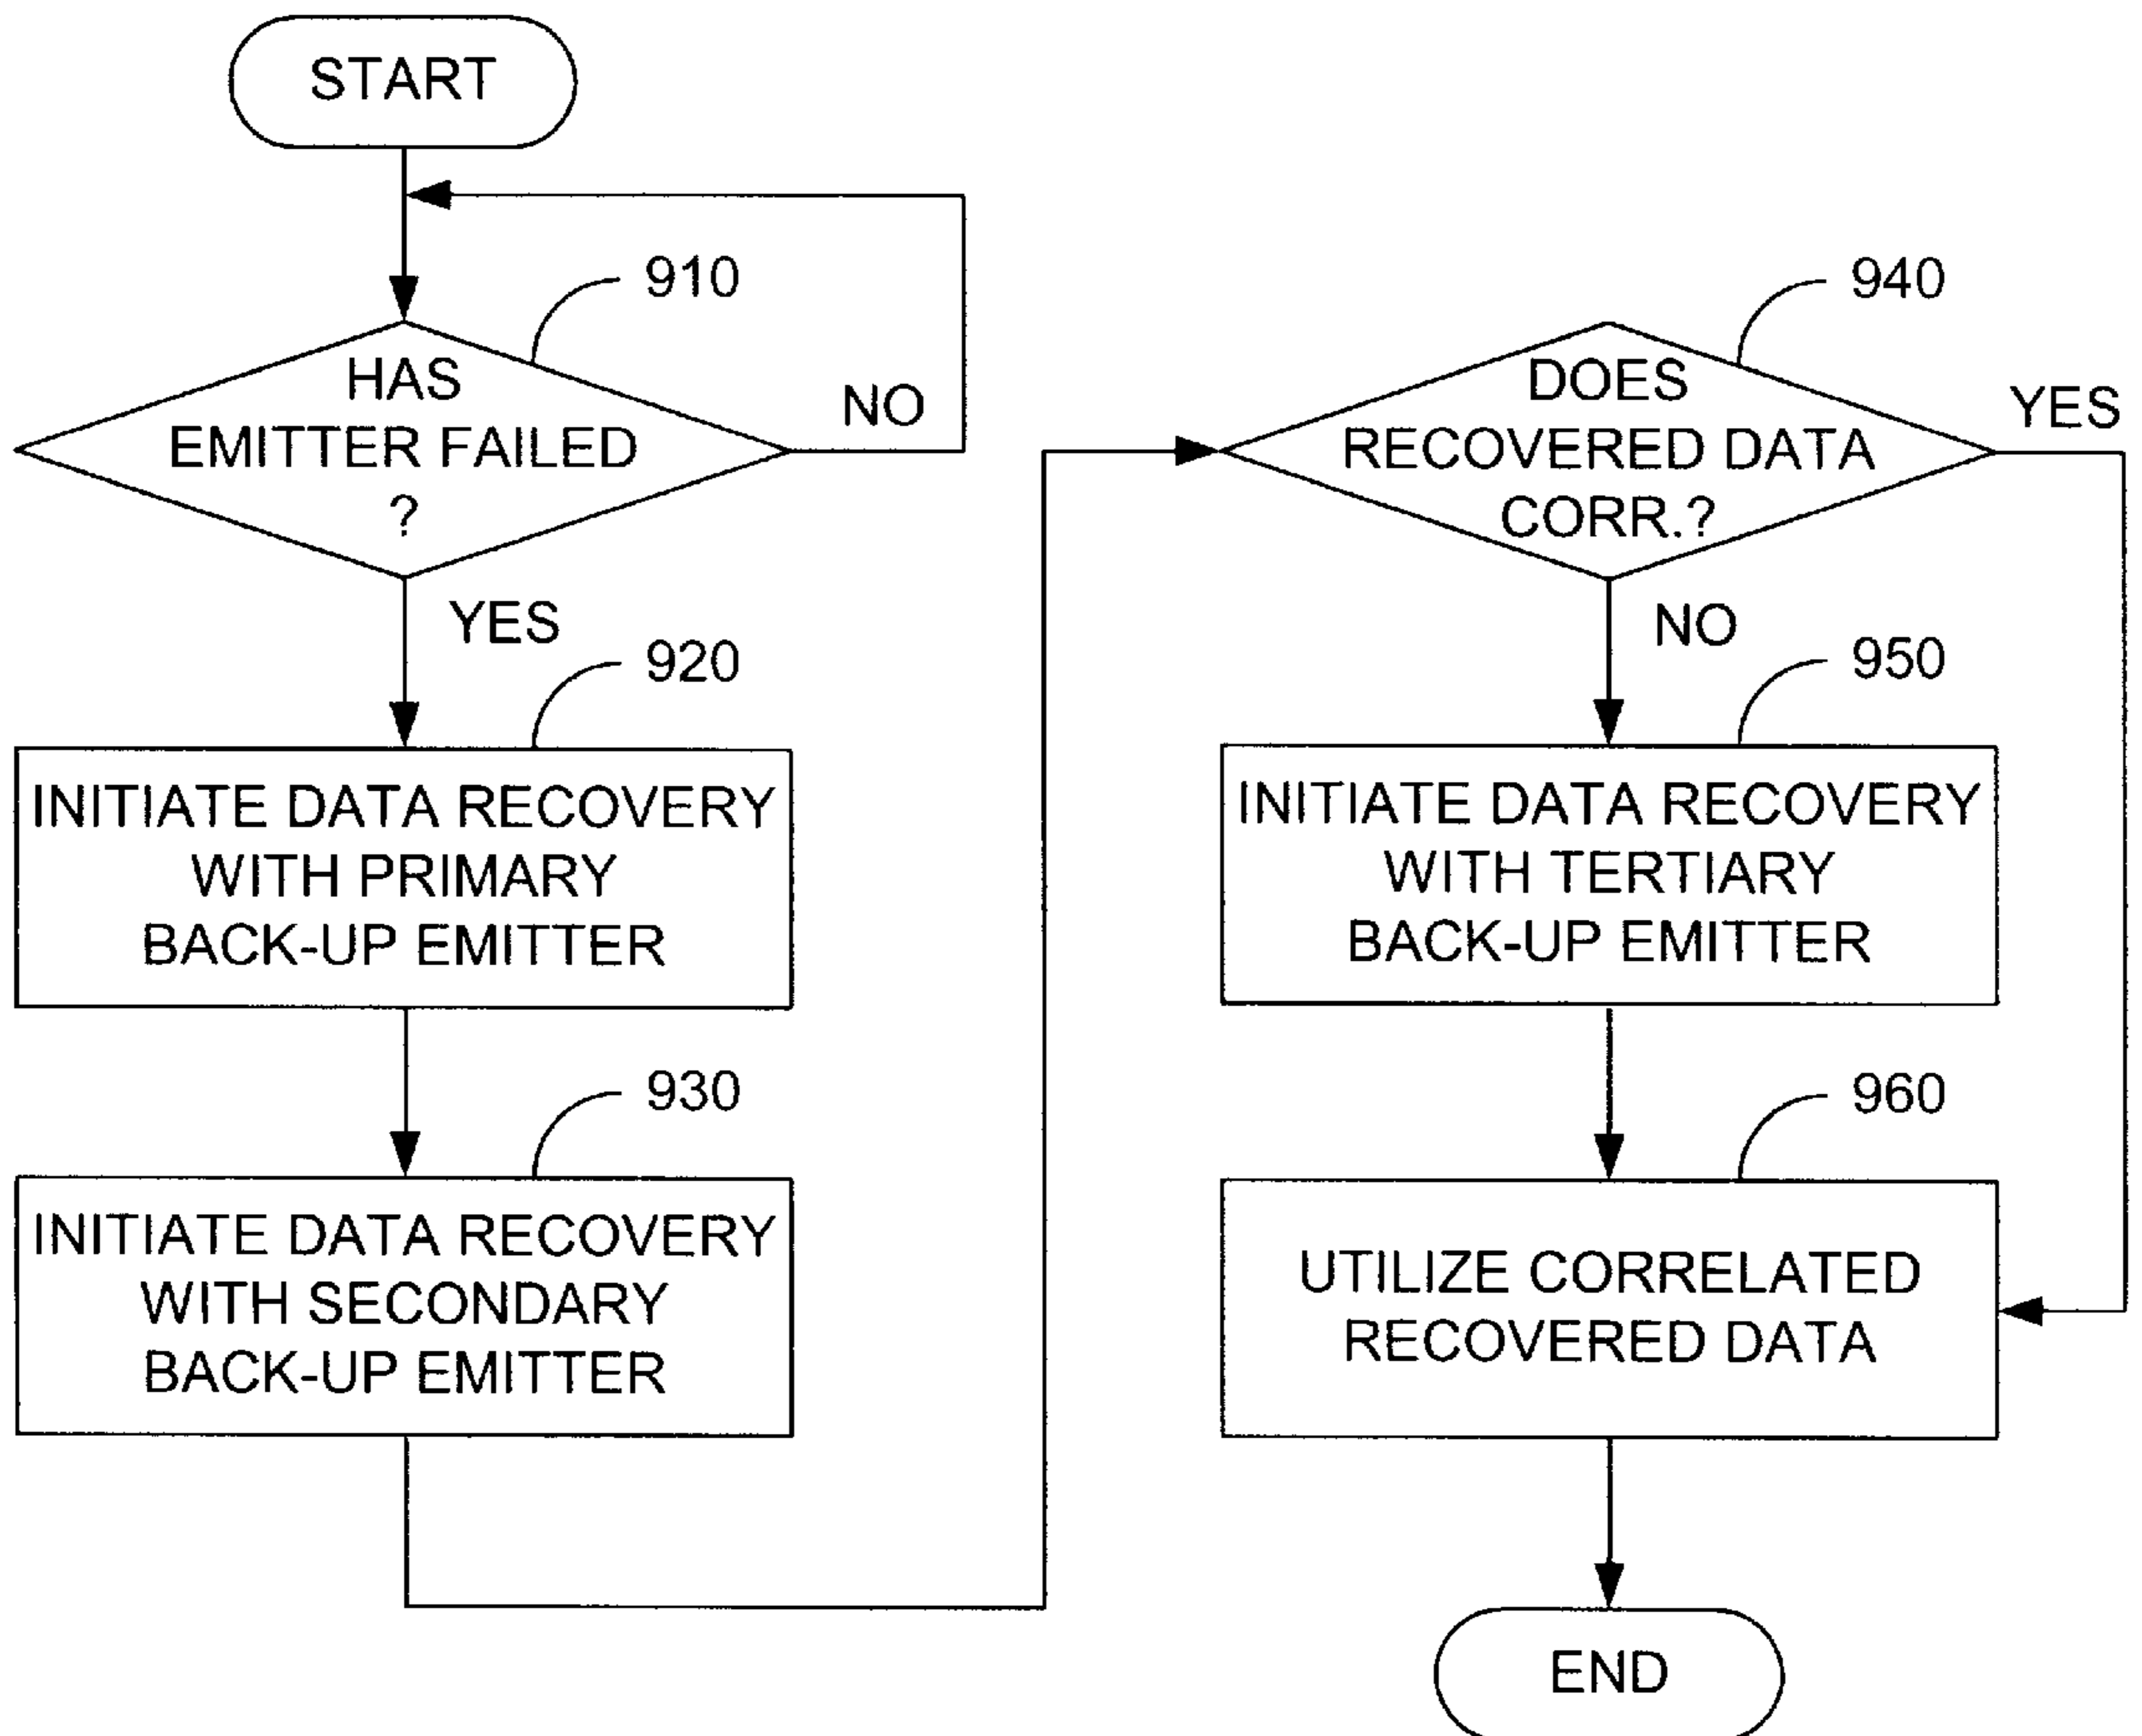 START
910
HAS
EMITTER FAILED
?
NO
YES
920
INITIATE DATA RECOVERY
WITH PRIMARY
BACK-UP EMITTER
930
INITIATE DATA RECOVERY
WITH SECONDARY
BACK-UP EMITTER
940
DOES
RECOVERED DATA
CORR.?
YES
NO
950
INITIATE DATA RECOVERY
WITH TERTIARY
BACK-UP EMITTER
960
UTILIZE CORRELATED
RECOVERED DATA
END